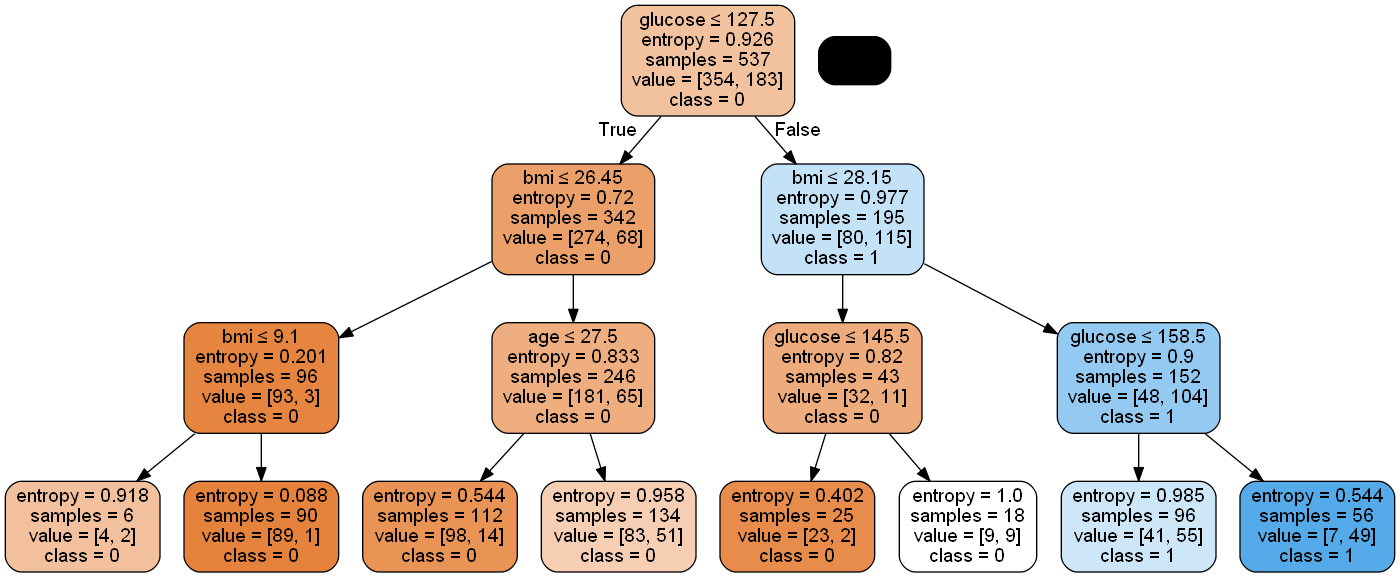 glucose ≤ 127.5
entropy = 0.926
samples = 537
value = [354, 183]
class = 0
True
False
bmi ≤ 26.45
entropy = 0.72
samples = 342
value = [274, 68]
class = 0
bmi ≤ 28.15
entropy = 0.977
samples = 195
value = [80, 115]
class = 1
bmi ≤ 9.1
entropy = 0.201
samples = 96
value = [93, 3]
class = 0
age ≤ 27.5
entropy = 0.833
samples = 246
value = [181, 65]
class = 0
glucose ≤ 145.5
entropy = 0.82
samples = 43
value = [32, 11]
class = 0
glucose ≤ 158.5
entropy = 0.9
samples = 152
value = [48, 104]
class = 1
entropy = 0.918
samples = 6
value = [4, 2]
class = 0
entropy = 0.088
samples = 90
value = [89, 1]
class = 0
entropy = 0.544
samples = 112
value = [98, 14]
class = 0
entropy = 0.958
samples = 134
value = [83, 51]
class = 0
entropy = 0.402
samples = 25
value = [23, 2]
class = 0
entropy = 1.0
samples = 18
value = [9, 9]
class = 0
entropy = 0.985
samples = 96
value = [41, 55]
class = 1
entropy = 0.544
samples = 56
value = [7, 49]
class = 1